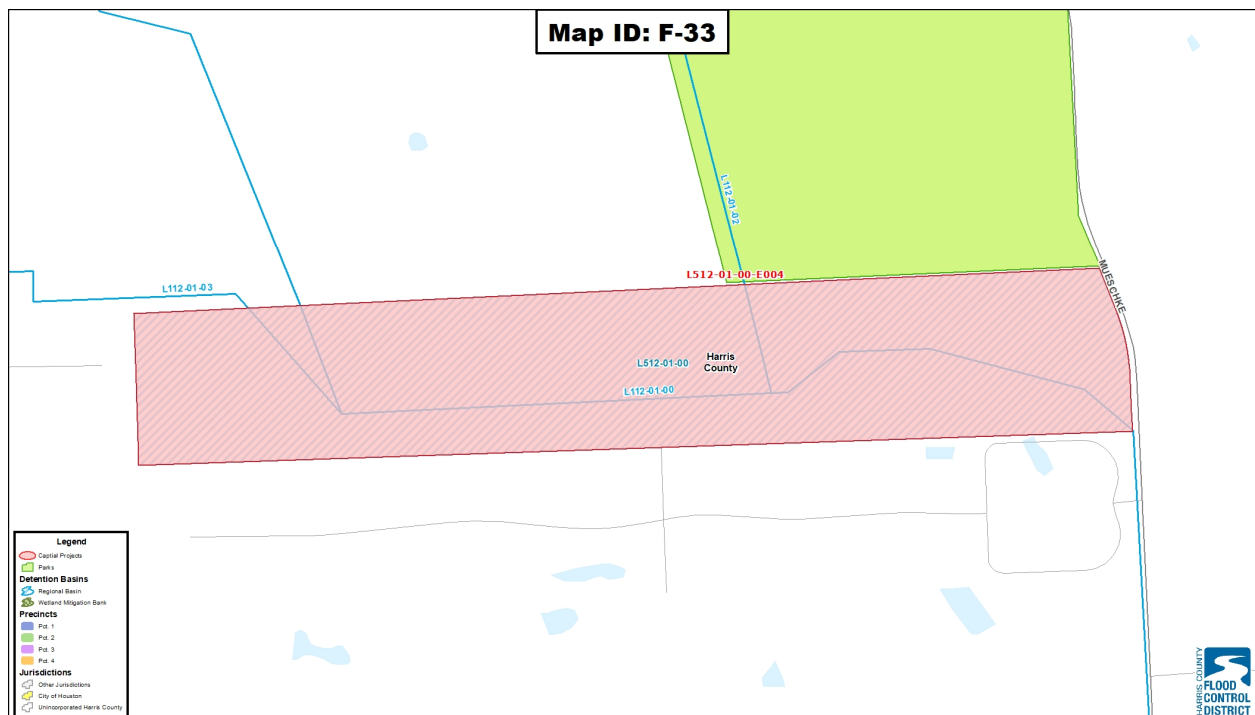 Map ID: F-33
L112-01-02
L512-01-00-E004
MUESCHKE
L112-01-03
L512-01-00
Harris
County
L112-01-00
Legend
Captial Projects
Parks
Detention Basins
Regional Basin
Wetland Mitigation Bank
Precincts
Pct. 1
Pct. 2
Pct. 3
Pct. 4
Jurisdictions
Other Jurisdictions
City of Houston
Unincorporated Harris County
HARRIS COUNTY
FLOOD
CONTROL
DISTRICT